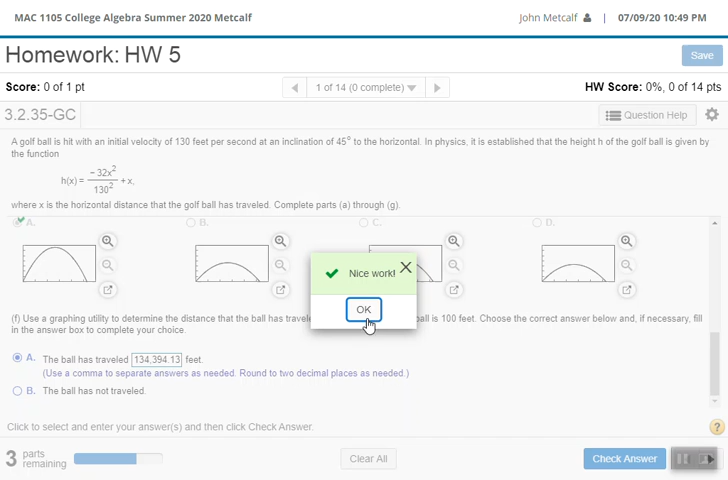 MAC 1105 College Algebra Summer 2020 Metcalf
John Metcalf | 07/09/20 10:49 PM
Homework: HW 5
Save
Score: 0 of 1 pt
1 of 14 (0 complete)
HW Score: 0%, 0 of 14 pts
3.2.35-GC
Question Help
A golf ball is hit with an initial velocity of 130 feet per second at an inclination of 45° to the horizontal. In physics, it is established that the height h of the golf ball is given by
the function
h(x) = −32x²/130² + x,
where x is the horizontal distance that the golf ball has traveled. Complete parts (a) through (g).
A. B. C. D.
Nice work!
OK
(f) Use a graphing utility to determine the distance that the ball has ball is 100 feet. Choose the correct answer below and, if necessary, fill
in the answer box to complete your choice.
A. The ball has traveled 134,394.13 feet.
(Use a comma to separate answers as needed. Round to two decimal places as needed.)
B. The ball has not traveled.
Click to select and enter your answer(s) and then click Check Answer.
?
3 parts
remaining
Clear All
Check Answer